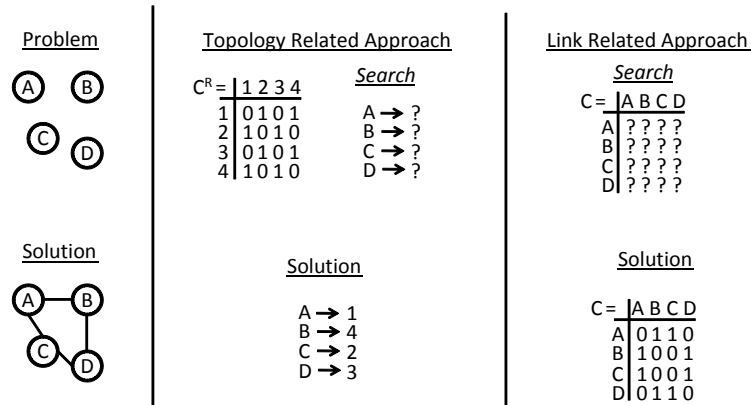 Problem
A B
C
D
Solution
A B
C
D
Topology Related Approach
Search
Cᴿ = 1 2 3 4
1 0 1 0 1
2 1 0 1 0
3 0 1 0 1
4 1 0 1 0
A → ?
B → ?
C → ?
D → ?
Solution
A → 1
B → 4
C → 2
D → 3
Link Related Approach
Search
C = A B C D
A ? ? ? ?
B ? ? ? ?
C ? ? ? ?
D ? ? ? ?
Solution
C = A B C D
A 0 1 1 0
B 1 0 0 1
C 1 0 0 1
D 0 1 1 0